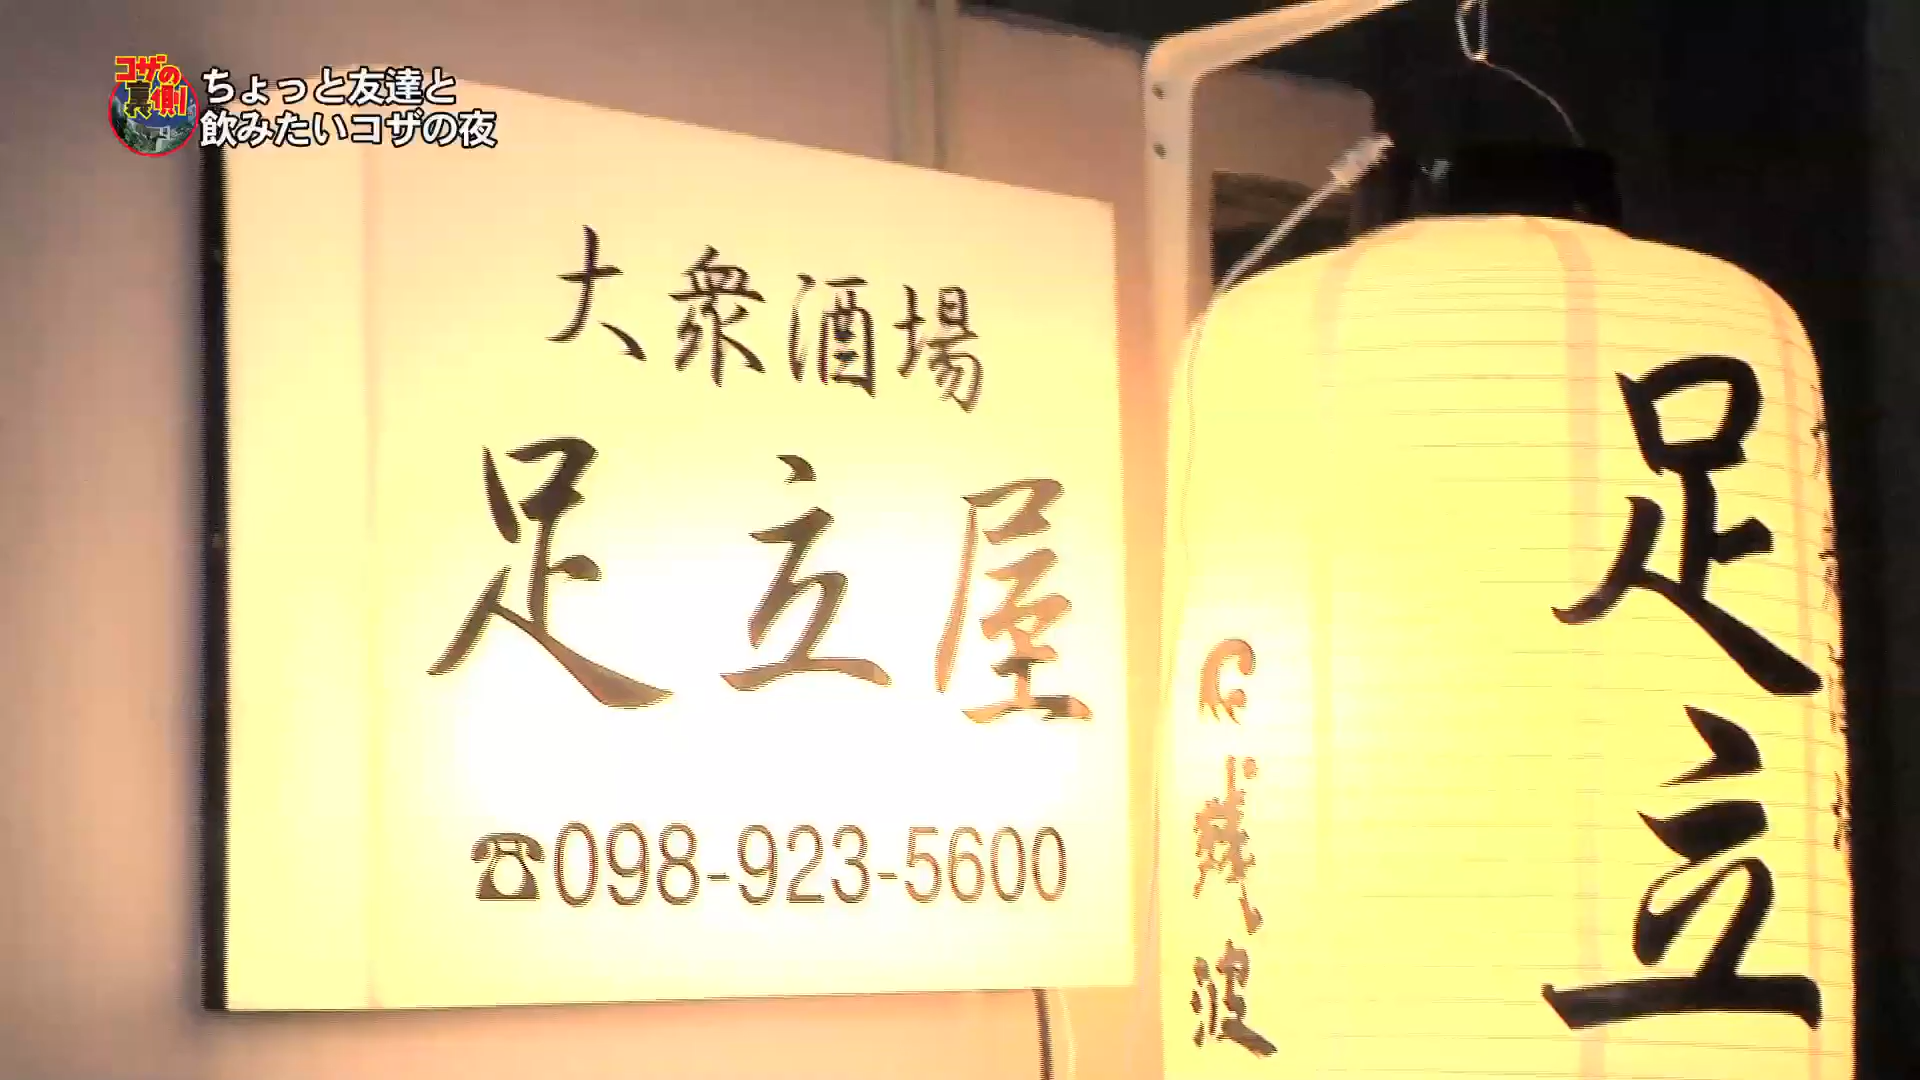 コザの
裏側
ちょっと友達と
飲みたいコザの夜
大衆酒場
足立屋
☎098-923-5600
足立
残波